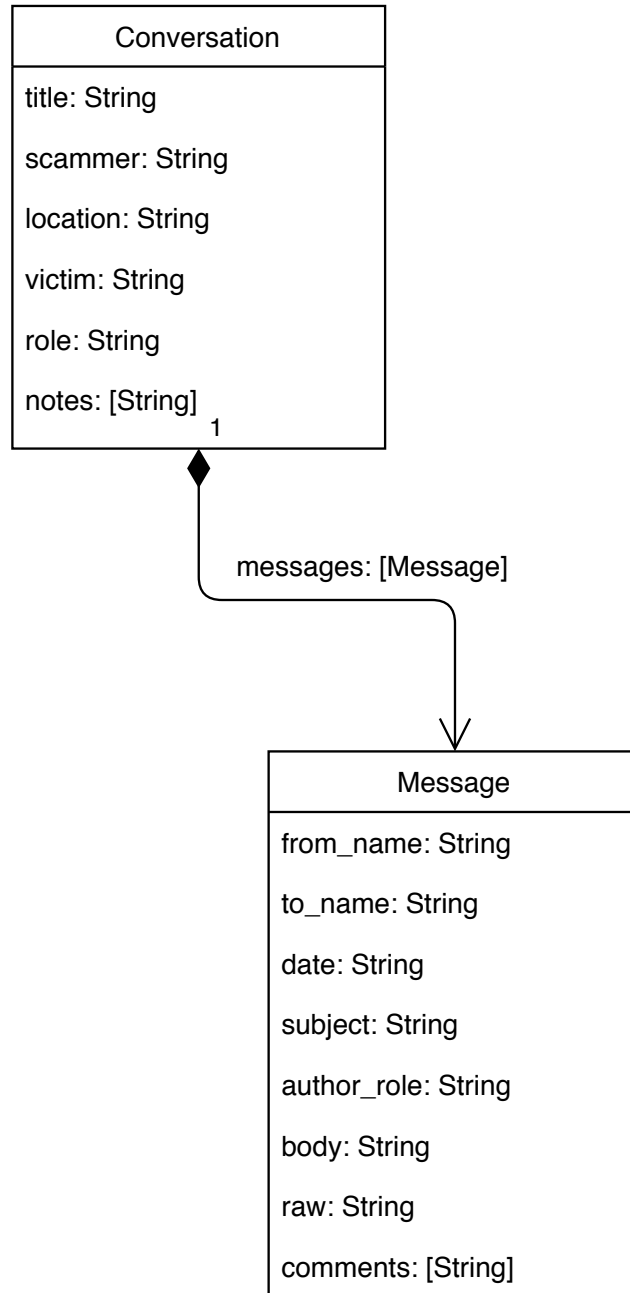 Conversation
title: String
scammer: String
location: String
victim: String
role: String
notes: [String]
1
messages: [Message]
Message
from_name: String
to_name: String
date: String
subject: String
author_role: String
body: String
raw: String
comments: [String]